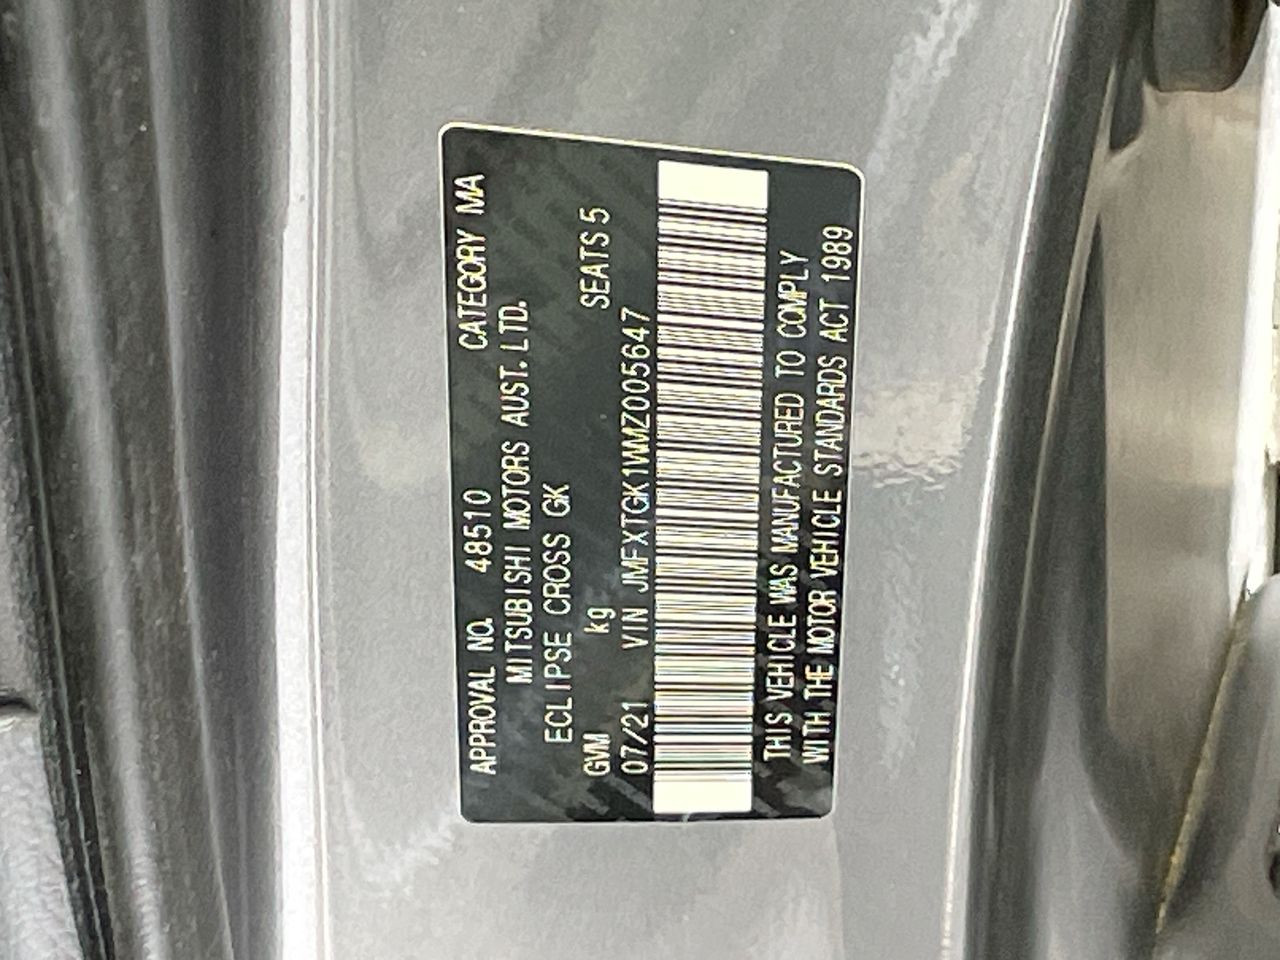 APPROVAL NO. 48510 CATEGORY MA
MITSUBISHI MOTORS AUST. LTD.
ECLIPSE CROSS GK
GVM kg SEATS 5
07/21 VIN JMFXTGK1WMZ005647
THIS VEHICLE WAS MANUFACTURED TO COMPLY
WITH THE MOTOR VEHICLE STANDARDS ACT 1989